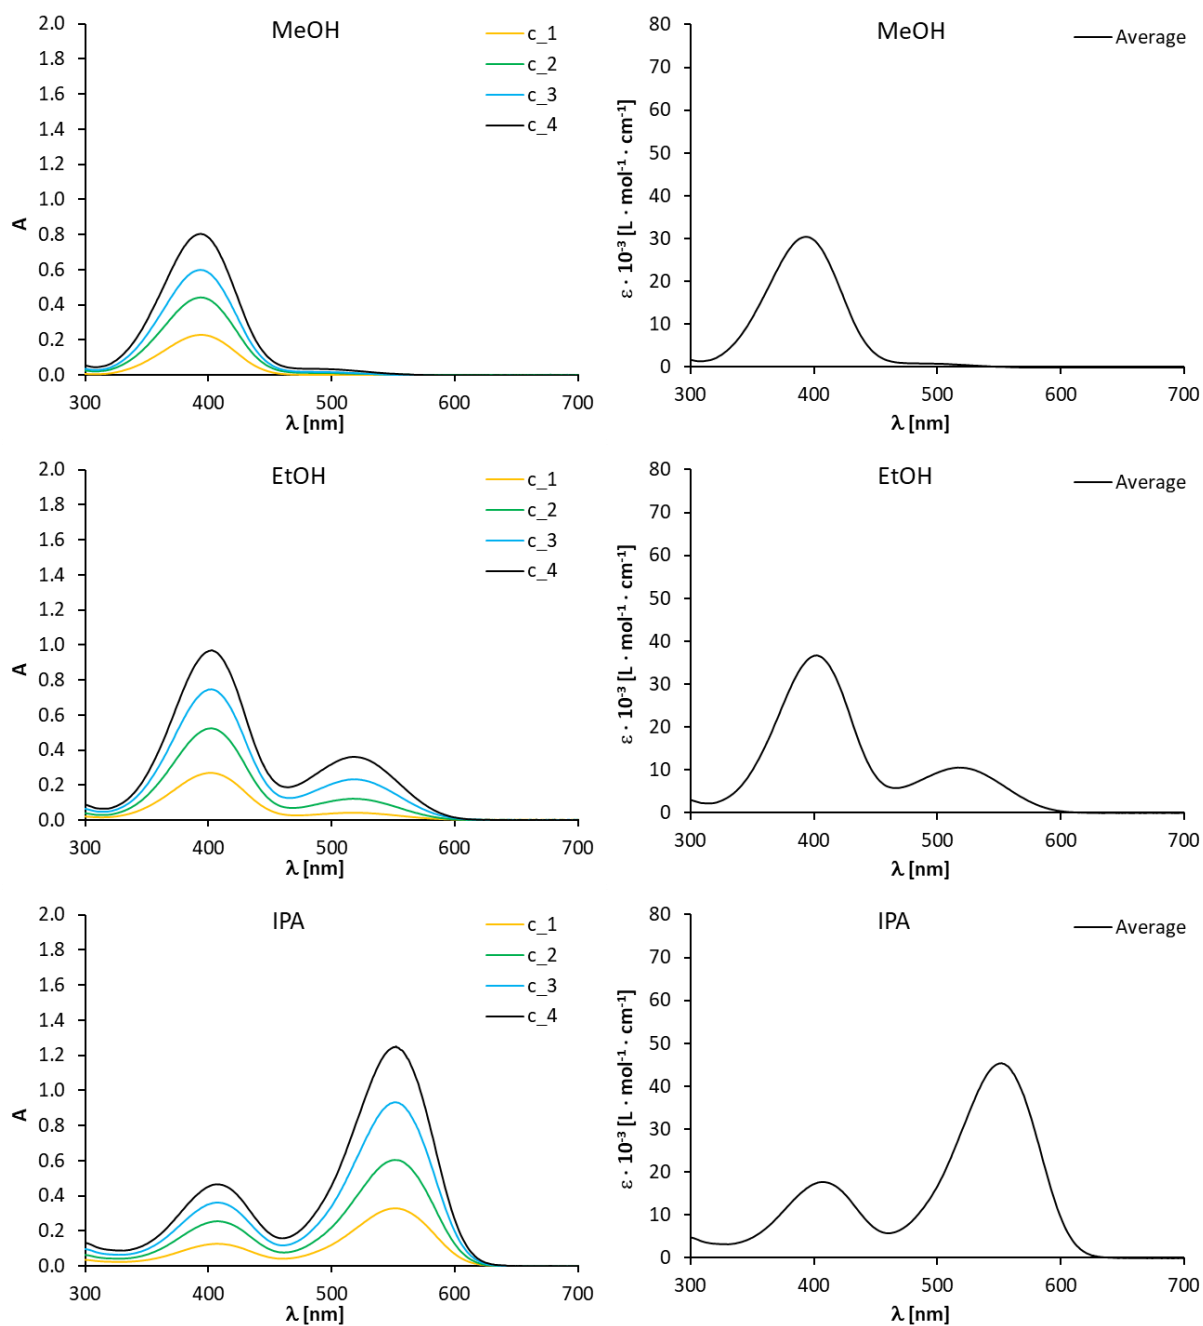 MeOH
c_1
c_2
c_3
c_4
2.0
1.8
1.6
1.4
1.2
1.0
0.8
0.6
0.4
0.2
0.0
A
300 400 500 600 700
λ [nm]
MeOH
Average
80
70
60
50
40
30
20
10
0
ε · 10⁻³ [L · mol⁻¹ · cm⁻¹]
300 400 500 600 700
λ [nm]
EtOH
c_1
c_2
c_3
c_4
2.0
1.8
1.6
1.4
1.2
1.0
0.8
0.6
0.4
0.2
0.0
A
300 400 500 600 700
λ [nm]
EtOH
Average
80
70
60
50
40
30
20
10
0
ε · 10⁻³ [L · mol⁻¹ · cm⁻¹]
300 400 500 600 700
λ [nm]
IPA
c_1
c_2
c_3
c_4
2.0
1.8
1.6
1.4
1.2
1.0
0.8
0.6
0.4
0.2
0.0
A
300 400 500 600 700
λ [nm]
IPA
Average
80
70
60
50
40
30
20
10
0
ε · 10⁻³ [L · mol⁻¹ · cm⁻¹]
300 400 500 600 700
λ [nm]